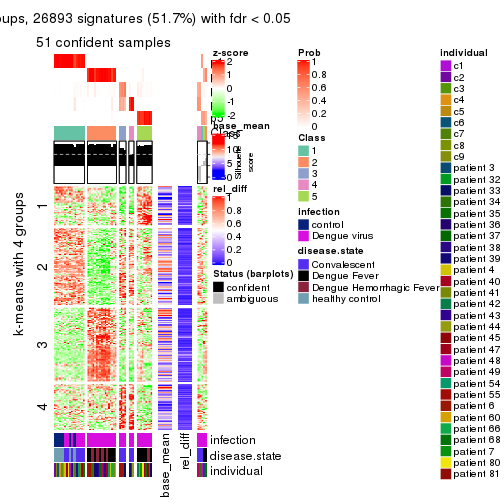 oups, 26893 signatures (51.7%) with fdr < 0.05
51 confident samples
k-means with 4 groups
1
2
3
4
z-score
2
1
0
-1
-2
base_mean
15
10
5
0
Silhouette
score
rel_diff
1
0.8
0.6
0.4
0.2
0
Status (barplots)
confident
ambiguous
base_mean
rel_diff
infection
disease.state
individual
Prob
1
0.8
0.6
0.4
0.2
0
Class
1
2
3
4
5
infection
control
Dengue virus
disease.state
Convalescent
Dengue Fever
Dengue Hemorrhagic Fever
healthy control
individual
c1
c2
c3
c4
c5
c6
c7
c8
c9
patient 3
patient 32
patient 33
patient 34
patient 35
patient 36
patient 37
patient 38
patient 39
patient 4
patient 40
patient 41
patient 42
patient 43
patient 44
patient 45
patient 47
patient 48
patient 49
patient 54
patient 55
patient 6
patient 60
patient 66
patient 68
patient 7
patient 80
patient 81